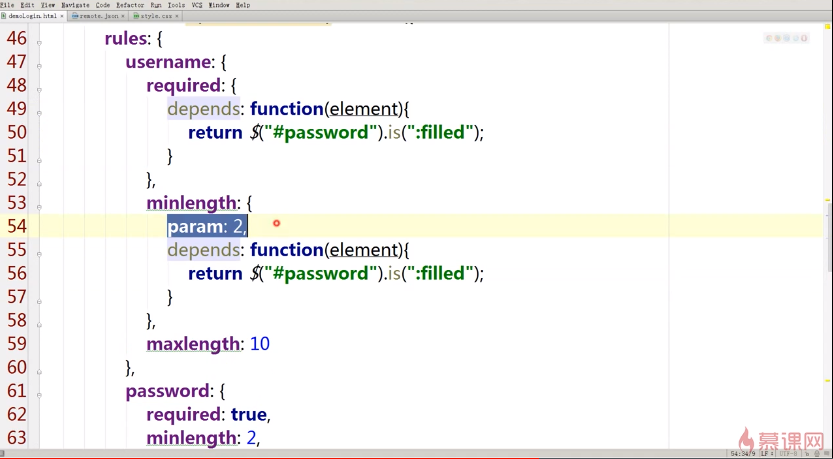 File Edit View Navigate Code Refactor Run Tools VCS Window Help
demoLogin.html × remote.json × style.css ×
46 rules: {
47 username: {
48 required: {
49 depends: function(element){
50 return $("#password").is(":filled");
51 }
52 },
53 minlength: {
54 param: 2,
55 depends: function(element){
56 return $("#password").is(":filled");
57 }
58 },
59 maxlength: 10
60 },
61 password: {
62 required: true,
63 minlength: 2,
慕课网
54:34/9 LF÷ UTF-8